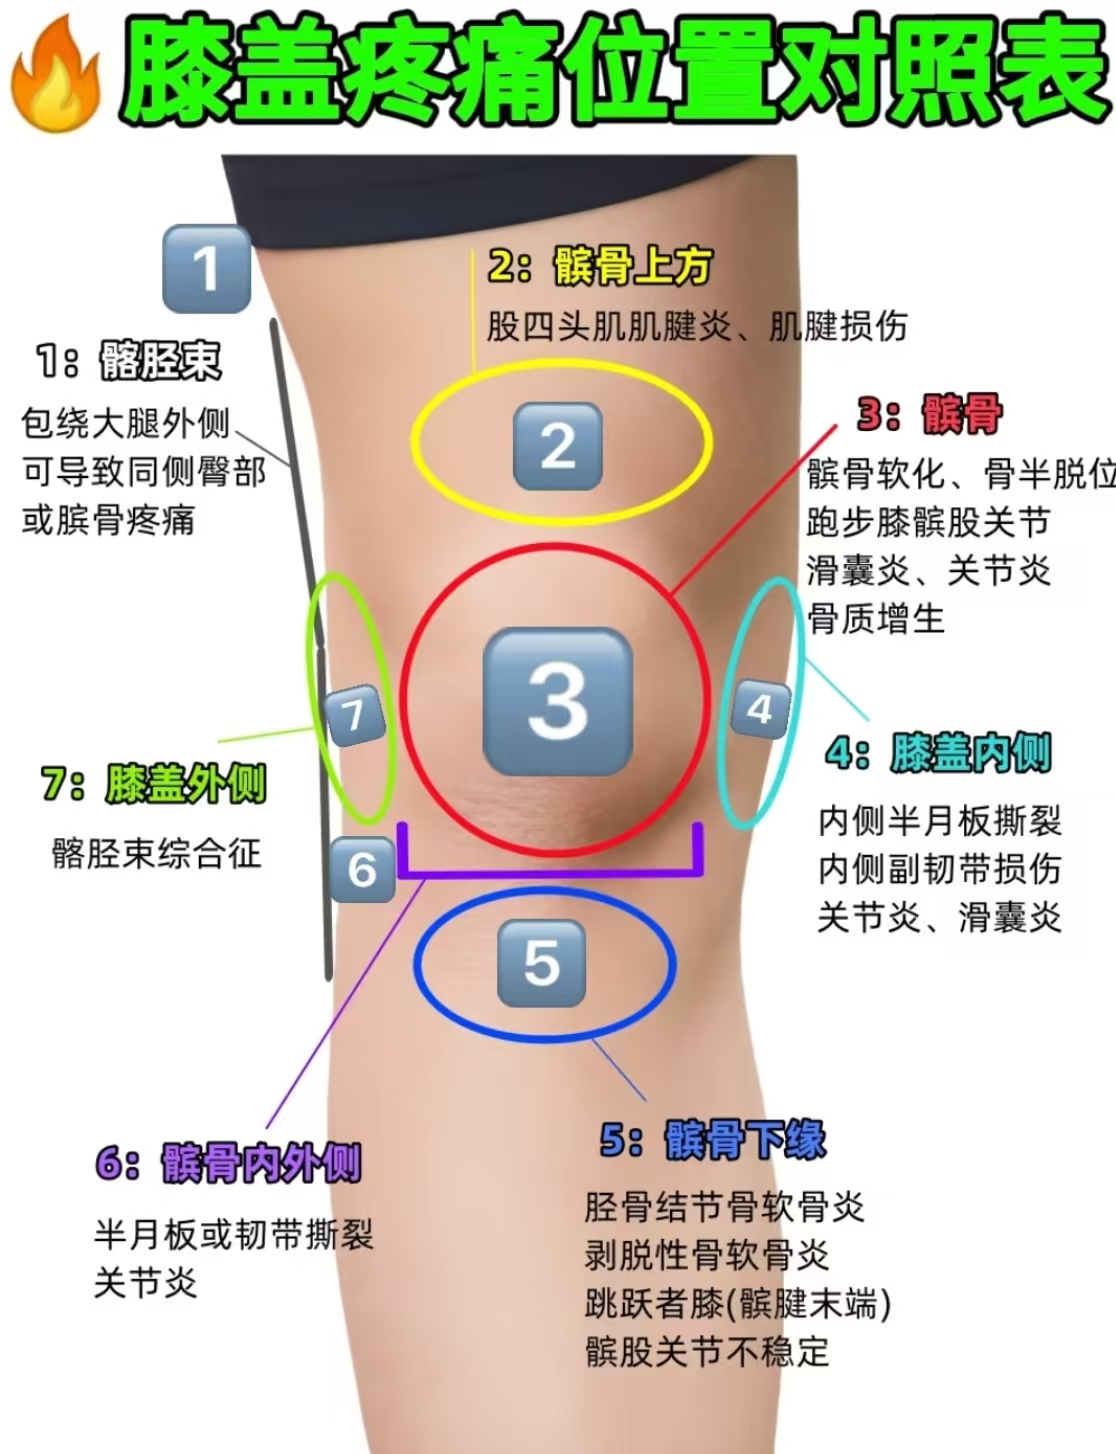 膝盖疼痛位置对照表
1
1：髂胫束
包绕大腿外侧
可导致同侧臀部
或膑骨疼痛
2：髌骨上方
股四头肌肌腱炎、肌腱损伤
2
3：髌骨
髌骨软化、骨半脱位
跑步膝髌股关节
滑囊炎、关节炎
骨质增生
3
4
4：膝盖内侧
内侧半月板撕裂
内侧副韧带损伤
关节炎、滑囊炎
7
7：膝盖外侧
髂胫束综合征
6
5
6：髌骨内外侧
半月板或韧带撕裂
关节炎
5：髌骨下缘
胫骨结节骨软骨炎
剥脱性骨软骨炎
跳跃者膝(髌腱末端)
髌股关节不稳定